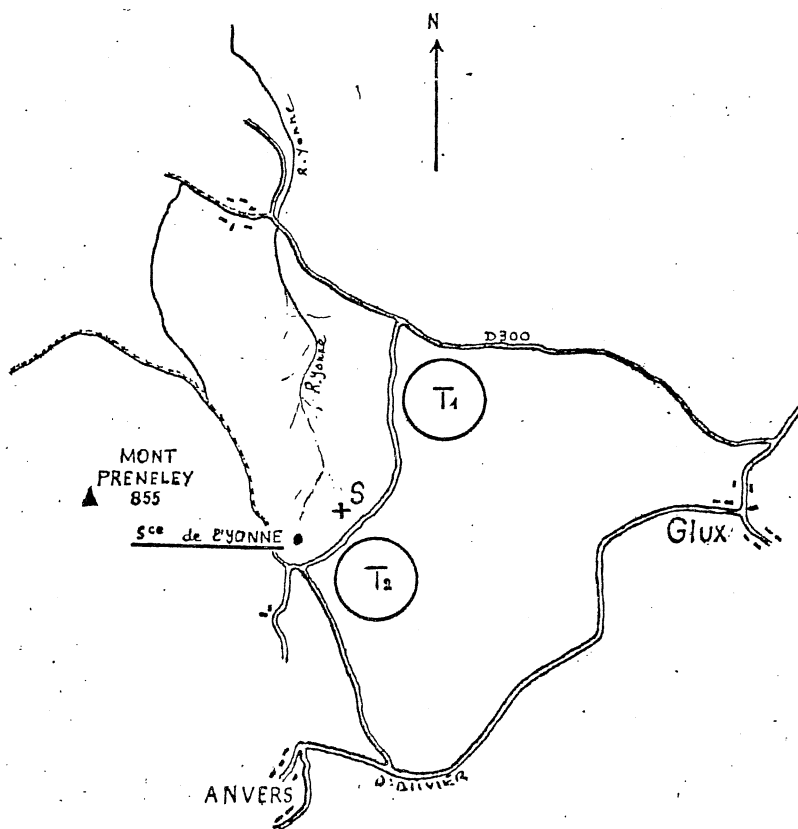 N
R. Yonne
D300
R. Yonne
T1
MONT
PRENELEY
855
S
Sce de l'YONNE
Glux
T2
ANVERS